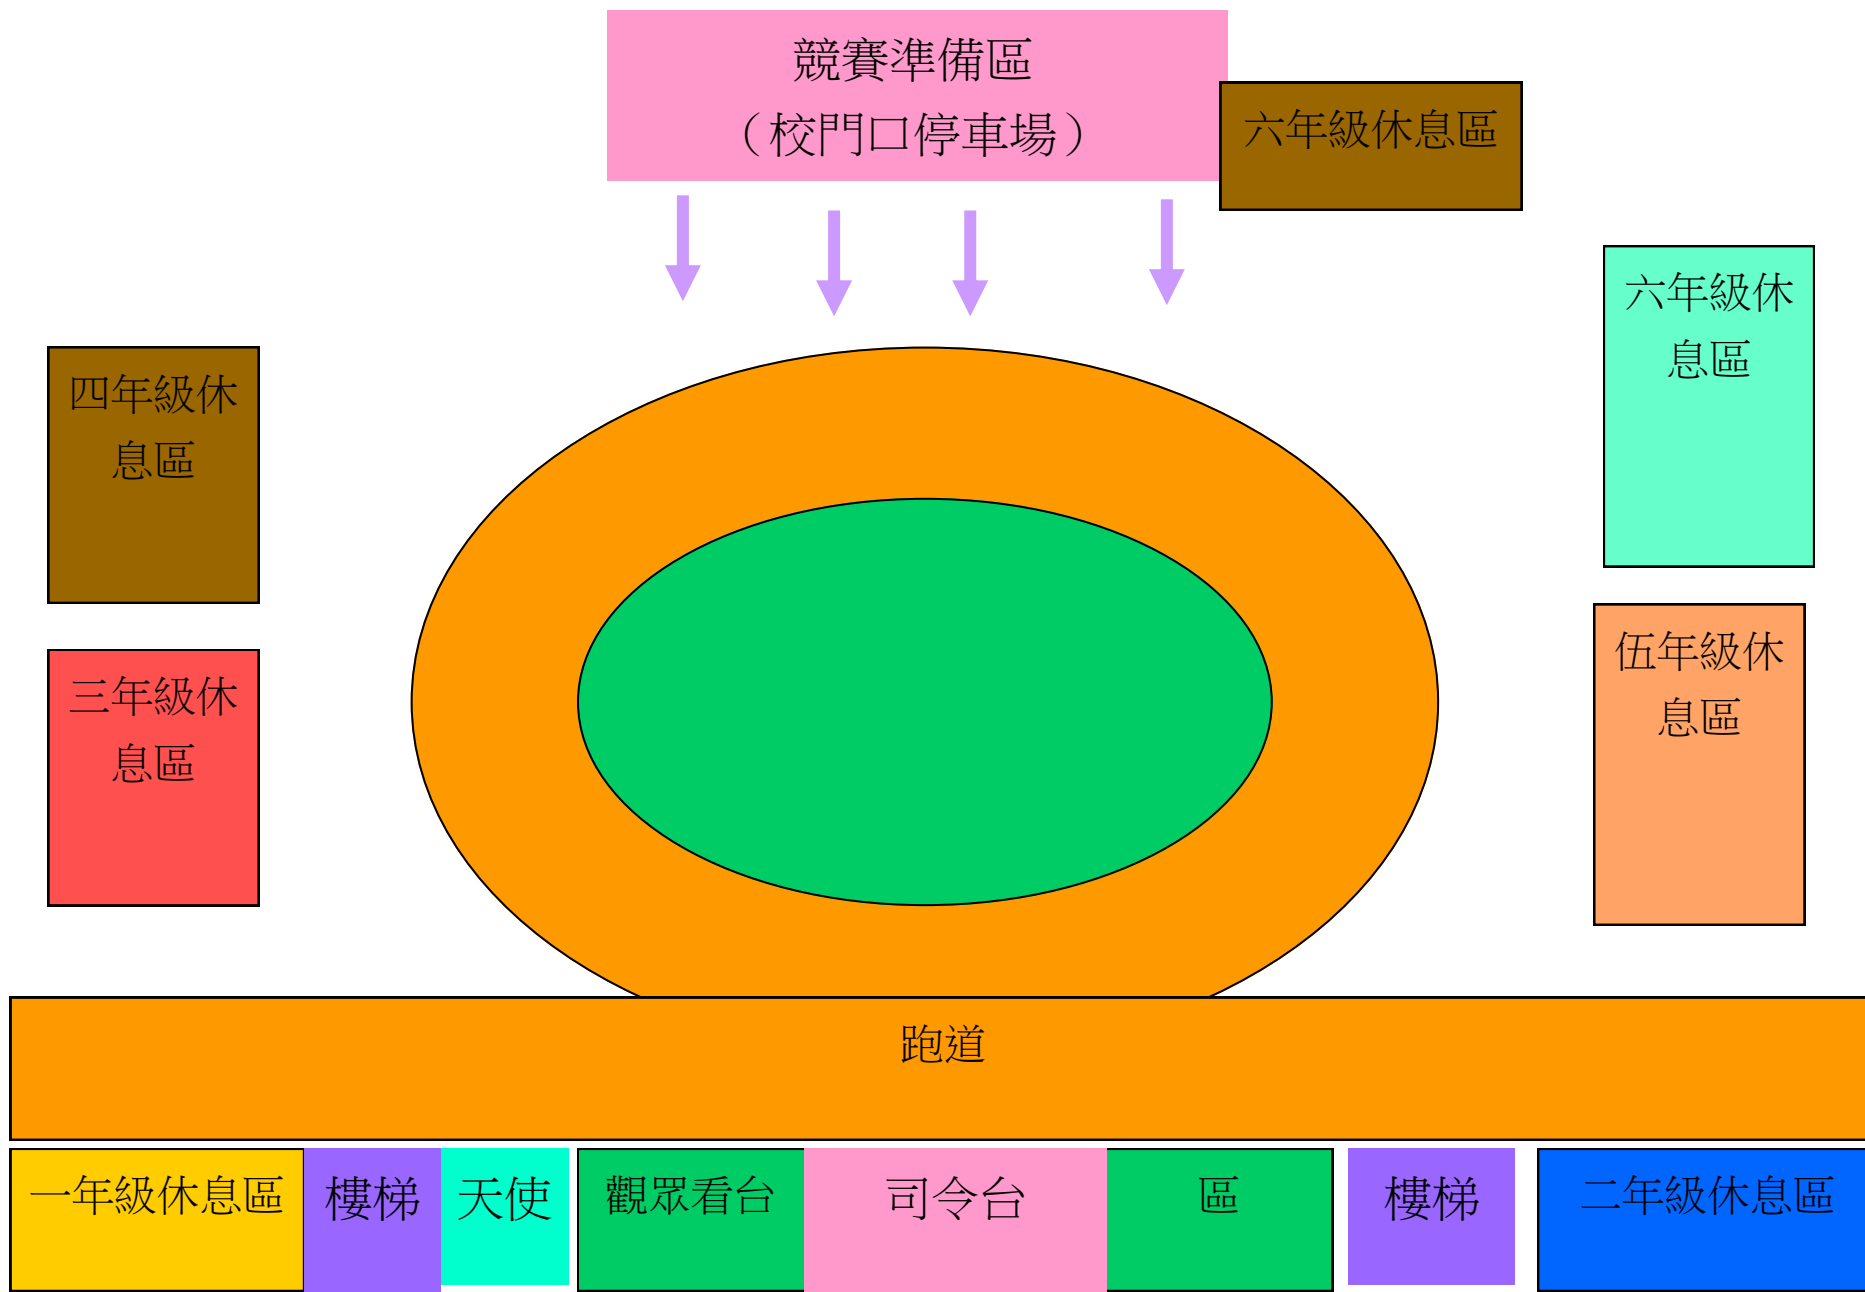 競賽準備區
（校門口停車場）
六年級休息區
六年級休
息區
四年級休
息區
三年級休
息區
伍年級休
息區
跑道
一年級休息區
樓梯
天使
觀眾看台
司令台
區
樓梯
二年級休息區